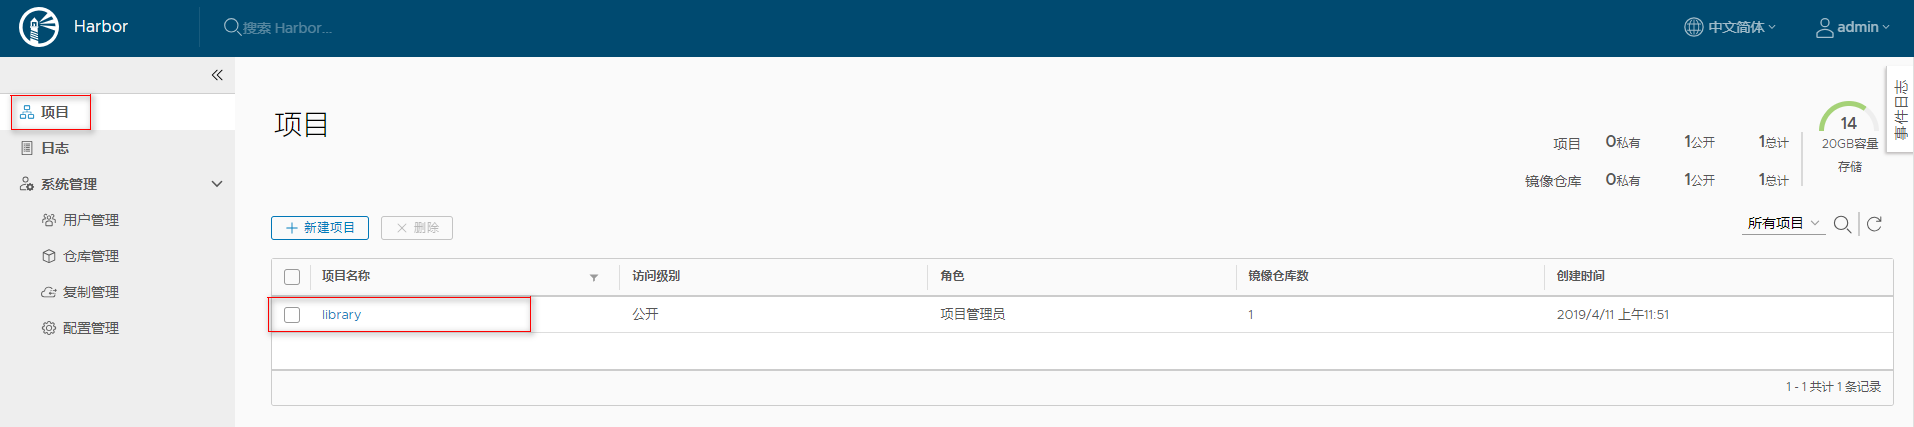 Harbor
搜索 Harbor...
中文简体
admin
项目
日志
系统管理
用户管理
仓库管理
复制管理
配置管理
项目
项目 0私有 1公开 1总计
镜像仓库 0私有 1公开 1总计
14
20GB容量
存储
事件日志
新建项目 删除
所有项目
项目名称 访问级别 角色 镜像仓库数 创建时间
library 公开 项目管理员 1 2019/4/11 上午11:51
1 - 1 共计 1 条记录